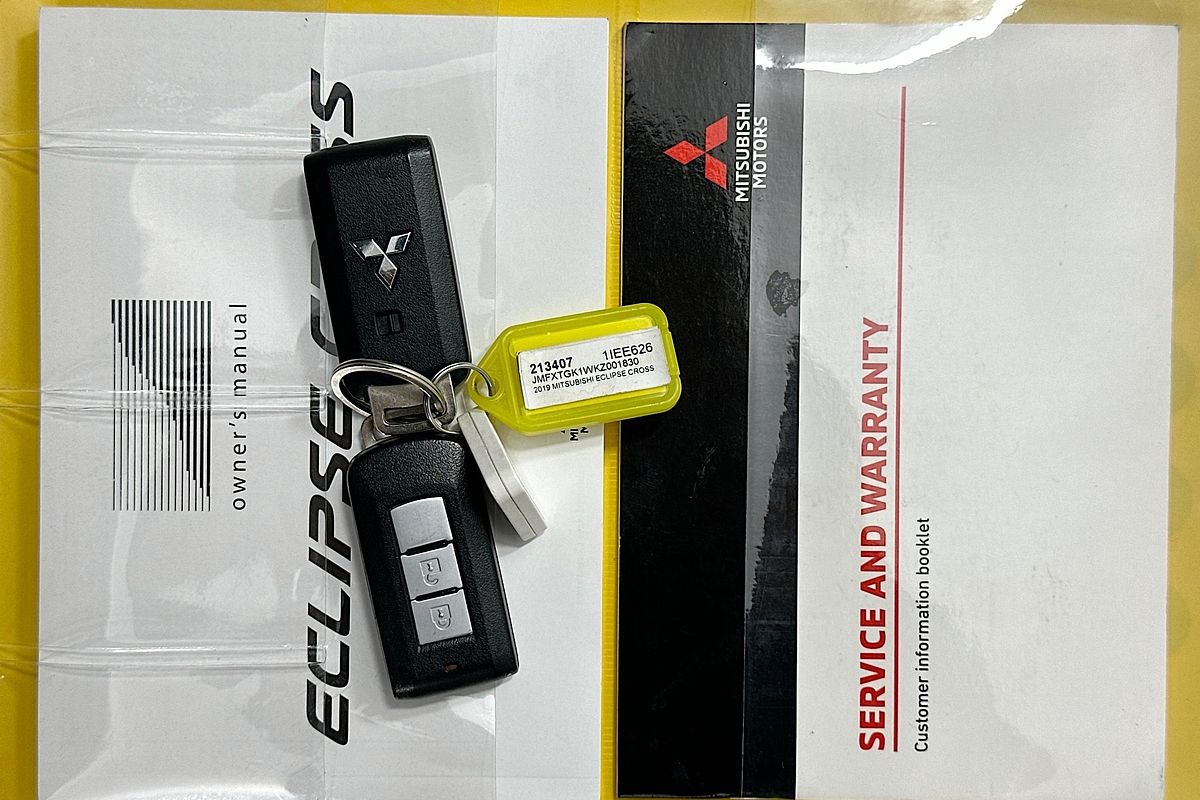 owner's manual
ECLIPSE CROSS
213407 1IEE626
JMFXTGK1WKZ001830
2019 MITSUBISHI ECLIPSE CROSS
MITSUBISHI
MOTORS
SERVICE AND WARRANTY
Customer information booklet